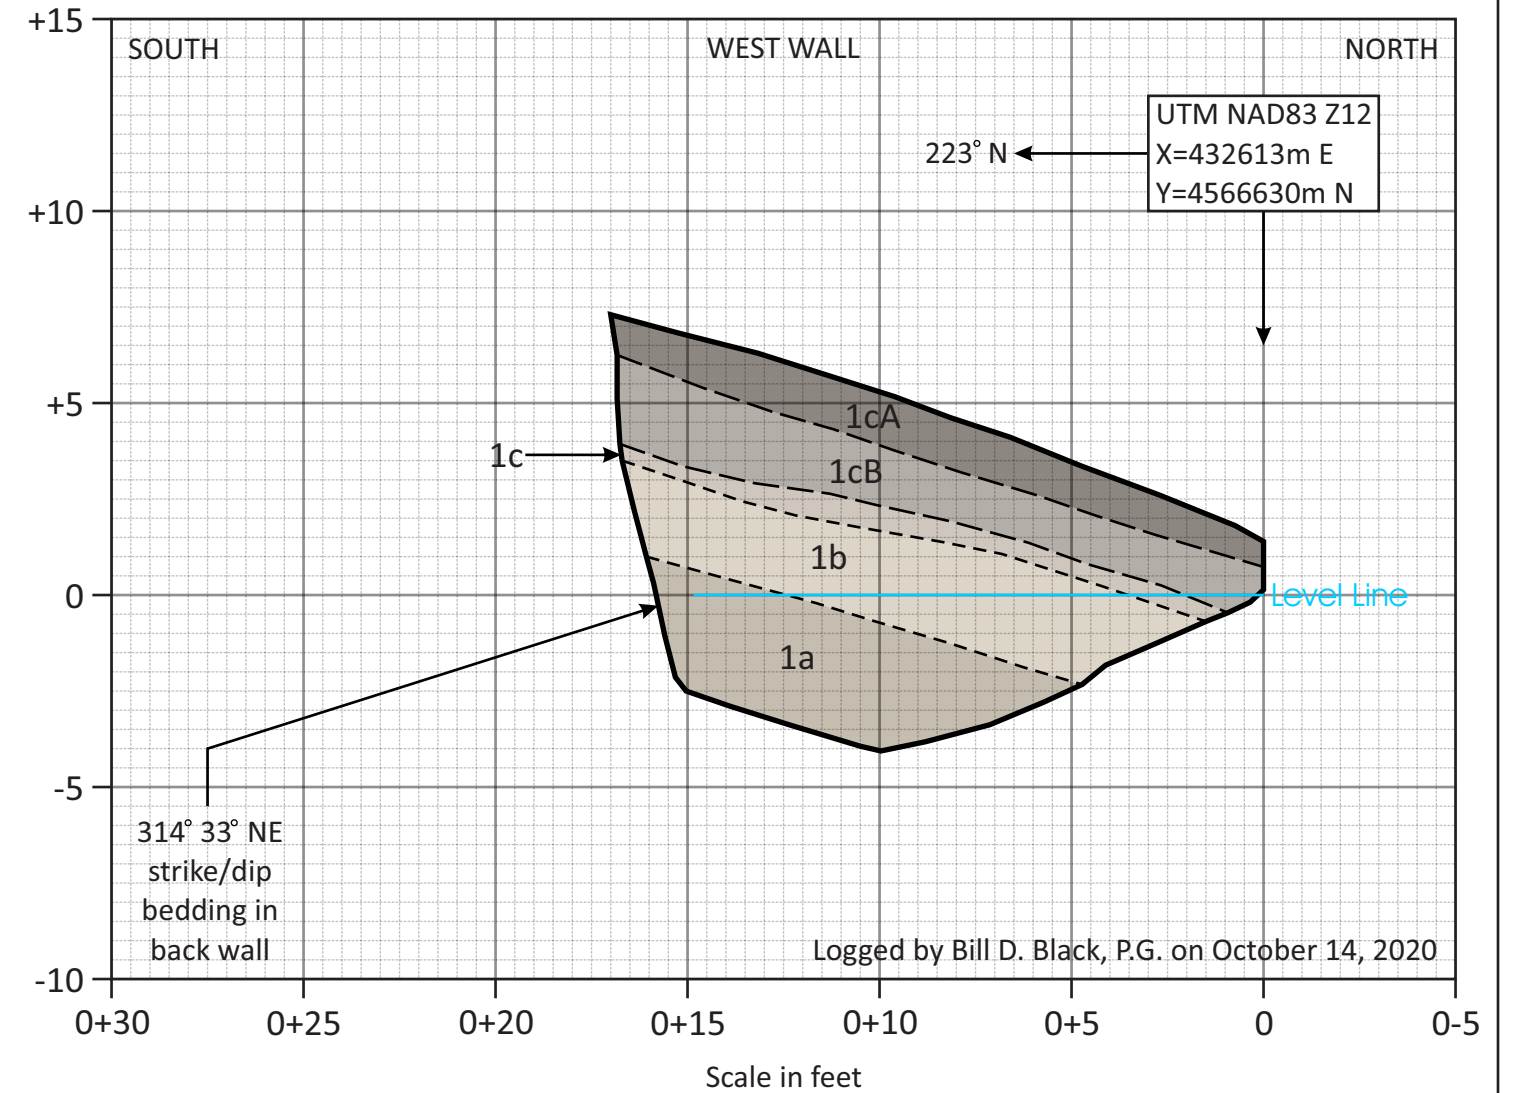 +15
SOUTH
WEST WALL
NORTH
UTM NAD83 Z12
X=432613m E
Y=4566630m N
223° N
+10
+5
1cA
1c
1cB
1b
0
Level Line
1a
-5
314° 33° NE
strike/dip
bedding in
back wall
Logged by Bill D. Black, P.G. on October 14, 2020
-10
0+30 0+25 0+20 0+15 0+10 0+5 0 0-5
Scale in feet